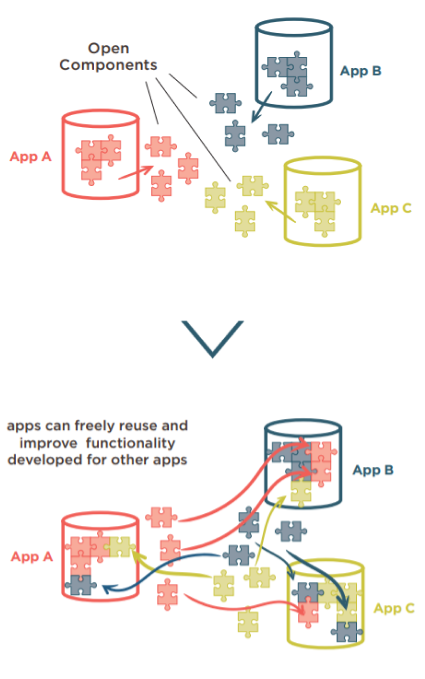 Open
Components
App B
App A
App C
apps can freely reuse and
improve functionality
developed for other apps
App B
App A
App C